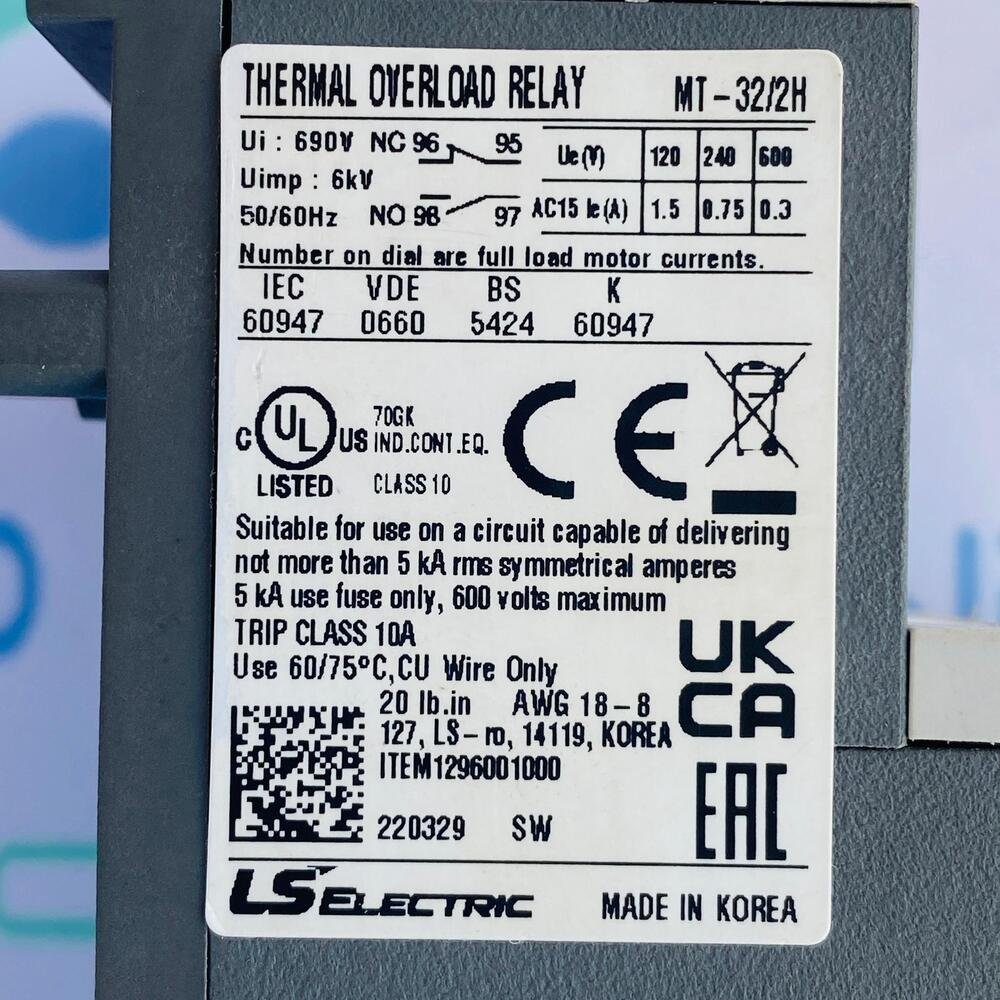 THERMAL OVERLOAD RELAY MT-32/2H
Ui : 690V NC 96 95
Uimp : 6kV
50/60Hz NO 98 97
Ue (V) 120 240 600
AC15 Ie (A) 1.5 0.75 0.3
Number on dial are full load motor currents.
IEC VDE BS K
60947 0660 5424 60947
C UL US LISTED
70GK
IND.CONT.EQ.
CLASS 10
CE
Suitable for use on a circuit capable of delivering
not more than 5 kA rms symmetrical amperes
5 kA use fuse only, 600 volts maximum
TRIP CLASS 10A
Use 60/75°C,CU Wire Only
20 lb.in AWG 18-8
127, LS-ro, 14119, KOREA
ITEM1296001000
220329 SW
UK
CA
EAC
LS ELECTRIC MADE IN KOREA